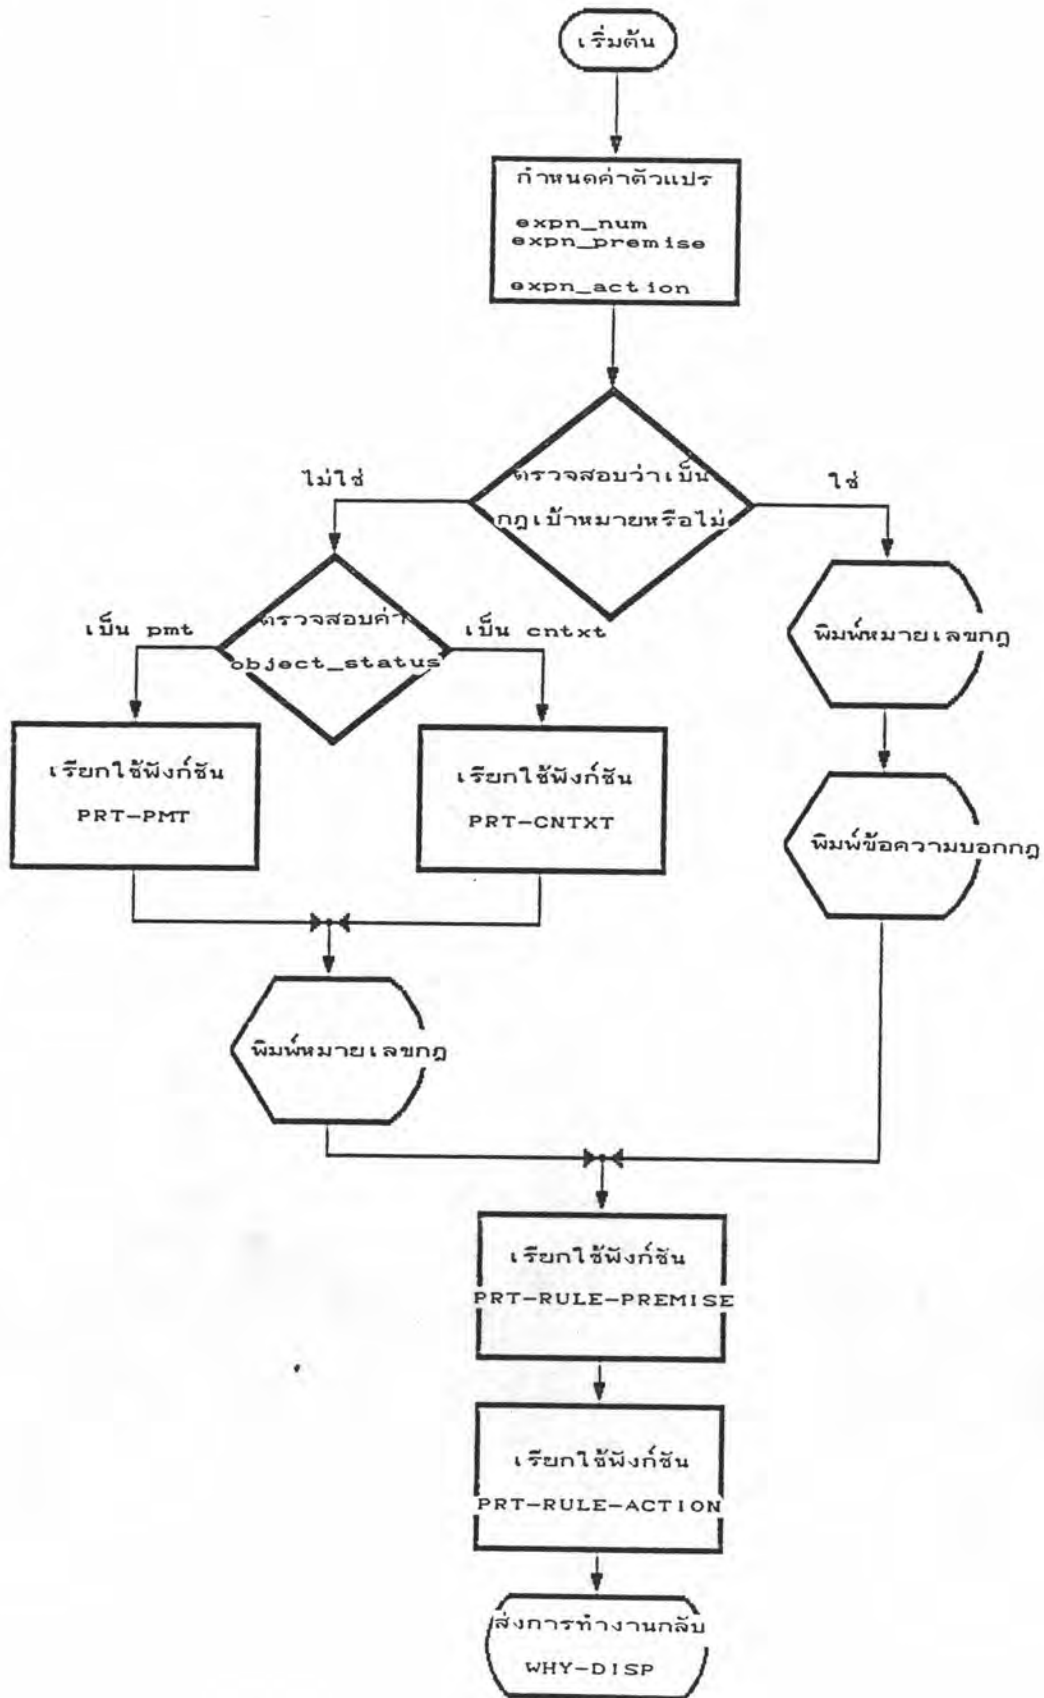 เริ่มต้น
กำหนดค่าตัวแปร
expn_num
expn_premise
expn_action
ตรวจสอบว่าเป็น
กฎเป้าหมายหรือไม่
ไม่ใช่
ใช่
ตรวจสอบค่า
object_status
เป็น pmt
เป็น cntxt
พิมพ์หมายเลขกฎ
เรียกใช้ฟังก์ชัน
PRT-PMT
เรียกใช้ฟังก์ชัน
PRT-CNTXT
พิมพ์ข้อความบอกกฎ
พิมพ์หมายเลขกฎ
เรียกใช้ฟังก์ชัน
PRT-RULE-PREMISE
เรียกใช้ฟังก์ชัน
PRT-RULE-ACTION
ส่งการทำงานกลับ
WHY-DISP